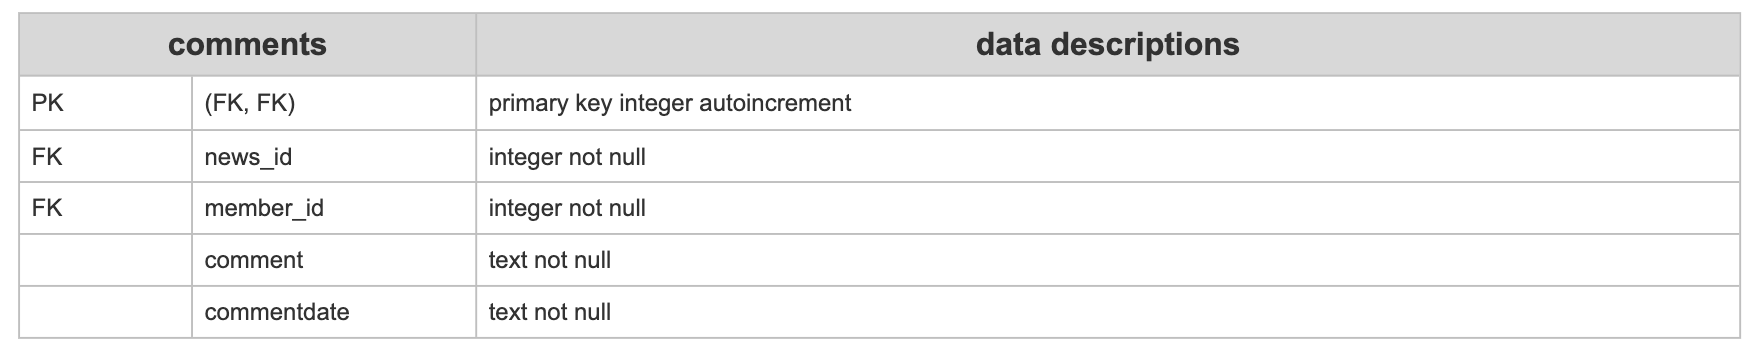 comments data descriptions
PK (FK, FK) primary key integer autoincrement
FK news_id integer not null
FK member_id integer not null
comment text not null
commentdate text not null